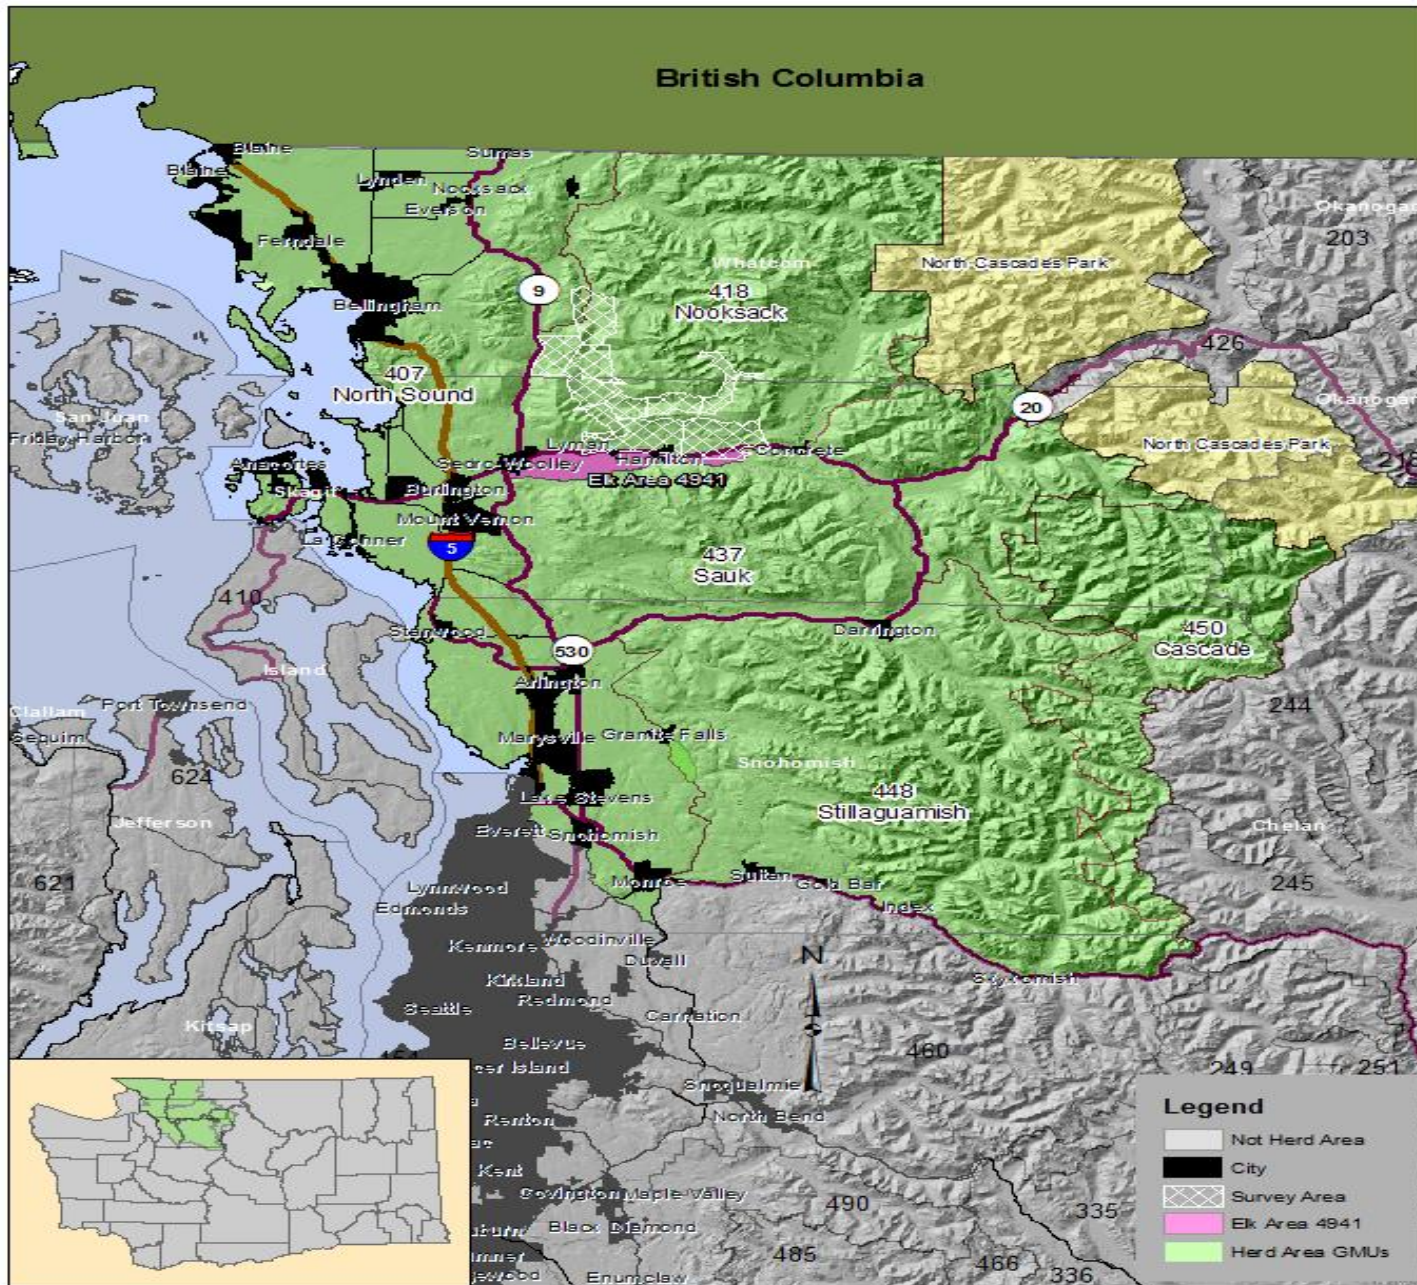 British Columbia
Blaine
Blaine
Sumas
Lynden
Nooksack
Everson
Okanogan
203
Ferndale
North Cascades Park
Whatcom
9
418
Nooksack
Bellingham
426
407
North Sound
20
Okanogan
San Juan
Friday Harbor
Lyman
Concrete
North Cascades Park
Anacortes
Sedro-Woolley
Hamilton
218
Skagit
Burlington
Elk Area 4941
Mount Vernon
La Conner
5
437
Sauk
410
Stanwood
Darrington
450
Cascade
530
Island
Arlington
Port Townsend
Clallam
Sequim
244
Marysville
Granite Falls
Snohomish
624
448
Stillaguamish
Lake Stevens
Jefferson
Everett
Snohomish
Chelan
621
Lynnwood
Monroe
Sultan
Gold Bar
245
Edmonds
Index
Kenmore
Woodinville
N
Duvall
Kirkland
Skykomish
Redmond
Seattle
Carnation
Kitsap
Bellevue
460
454
cer Island
249
251
Snoqualmie
North Bend
Renton
Legend
Not Herd Area
City
Kent
Survey Area
Covington
Maple Valley
490
335
Elk Area 4941
Black Diamond
uburn
Herd Area GMUs
485
466
336
Enumclaw